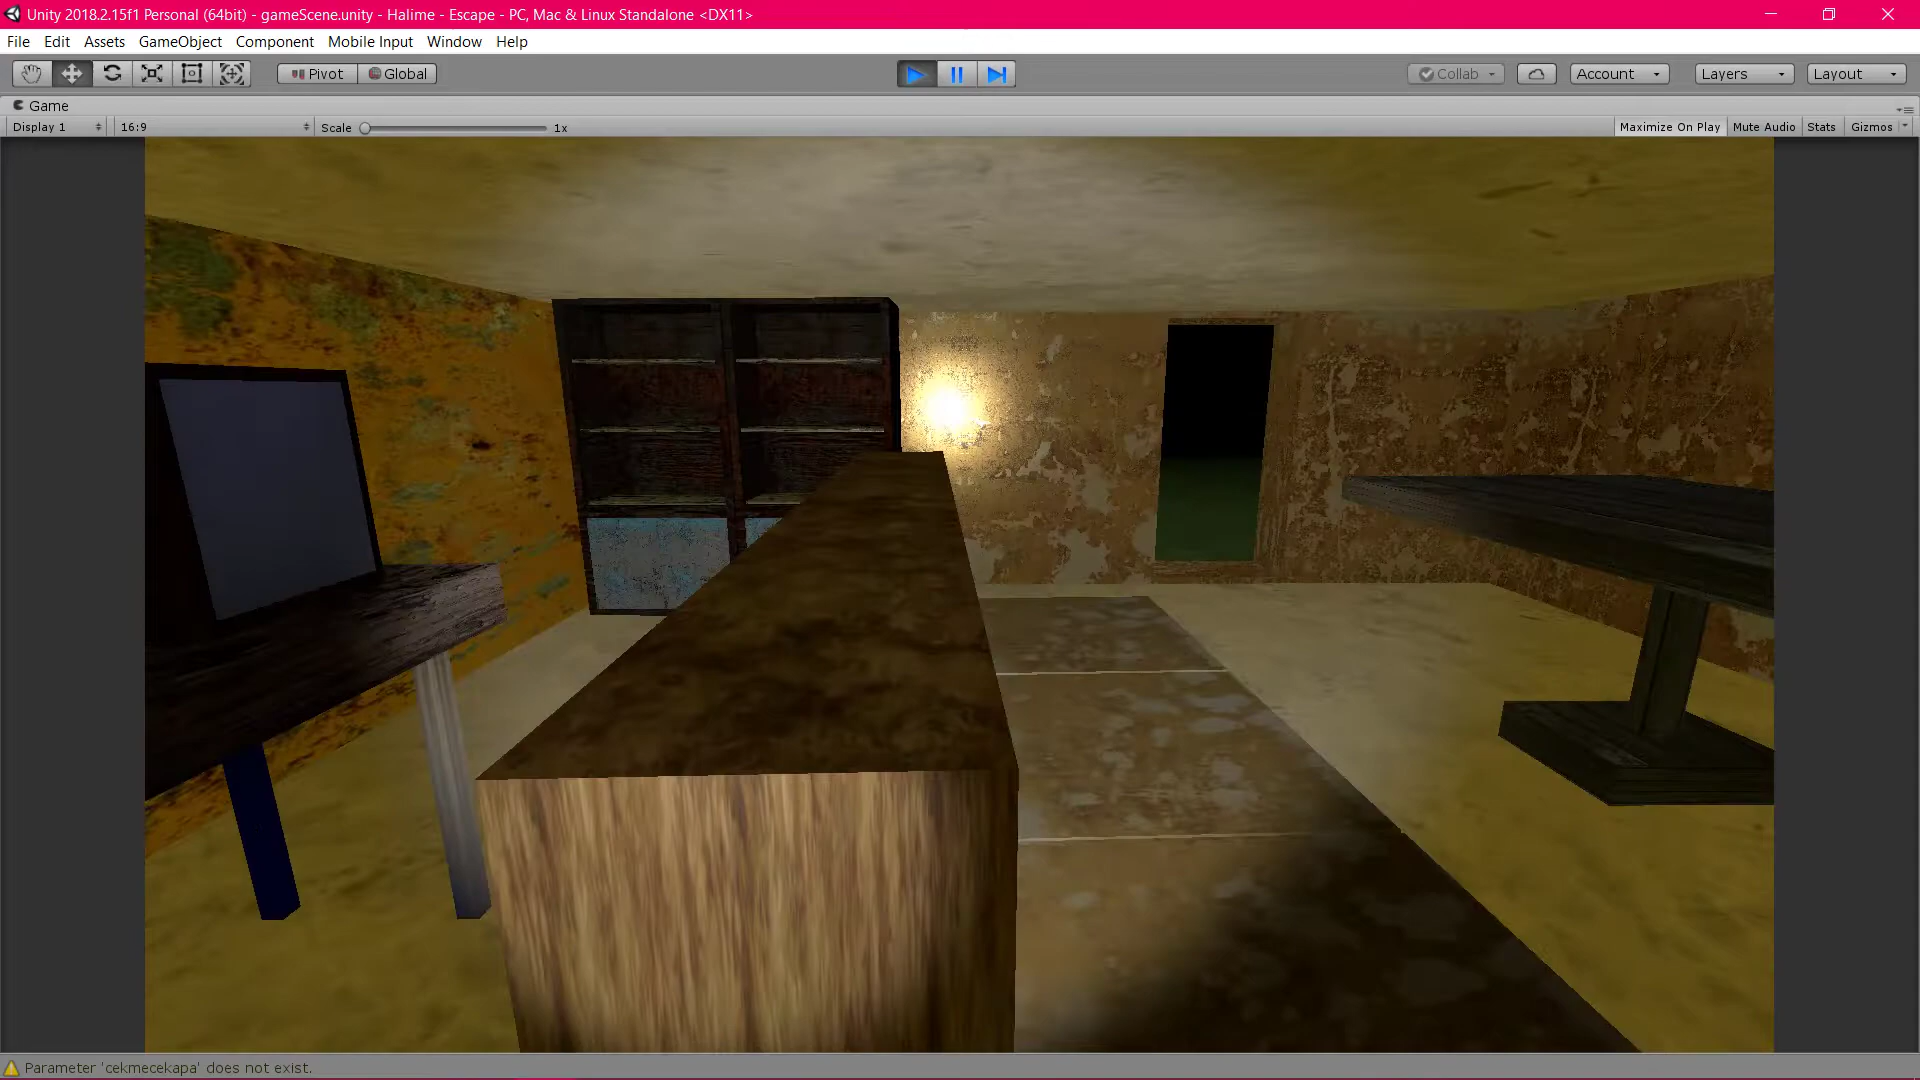 Unity 2018.2.15f1 Personal (64bit) - gameScene.unity - Halime - Escape - PC, Mac & Linux Standalone <DX11>
File Edit Assets GameObject Component Mobile Input Window Help
Pivot Global Collab Account Layers Layout
Game
Display 1 16:9 Scale 1x Maximize On Play Mute Audio Stats Gizmos
Parameter 'cekmecekapa' does not exist.